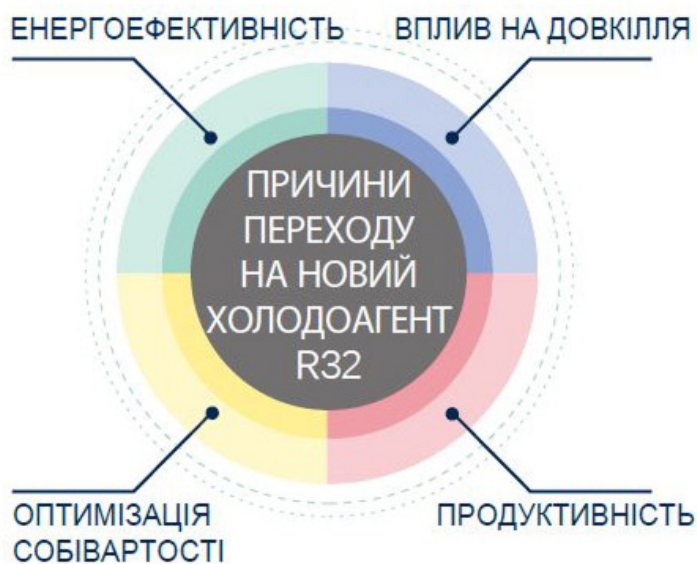 ЕНЕРГОЕФЕКТИВНІСТЬ
ВПЛИВ НА ДОВКІЛЛЯ
ПРИЧИНИ
ПЕРЕХОДУ
НА НОВИЙ
ХОЛОДОАГЕНТ
R32
ОПТИМІЗАЦІЯ
СОБІВАРТОСТІ
ПРОДУКТИВНІСТЬ